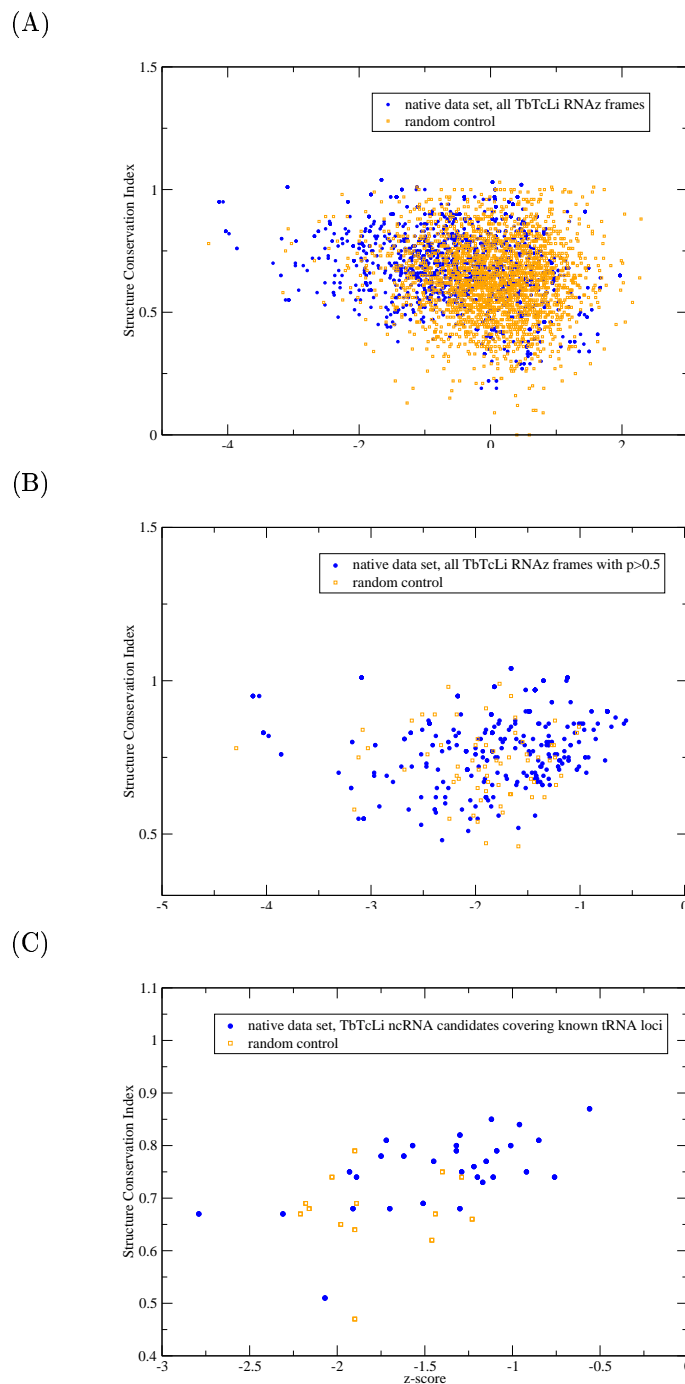 (A)
1.5
native data set, all TbTcLi RNAz frames
random control
1
Structure Conservation Index
0.5
0
-4
-2
0
2
(B)
1.5
native data set, all TbTcLi RNAz frames with p>0.5
random control
1
Structure Conservation Index
0.5
-5
-4
-3
-2
-1
0
(C)
1.1
native data set, TbTcLi ncRNA candidates covering known tRNA loci
random control
1
0.9
0.8
Structure Conservation Index
0.7
0.6
0.5
0.4
-3
-2.5
-2
-1.5
-1
-0.5
0
z-score